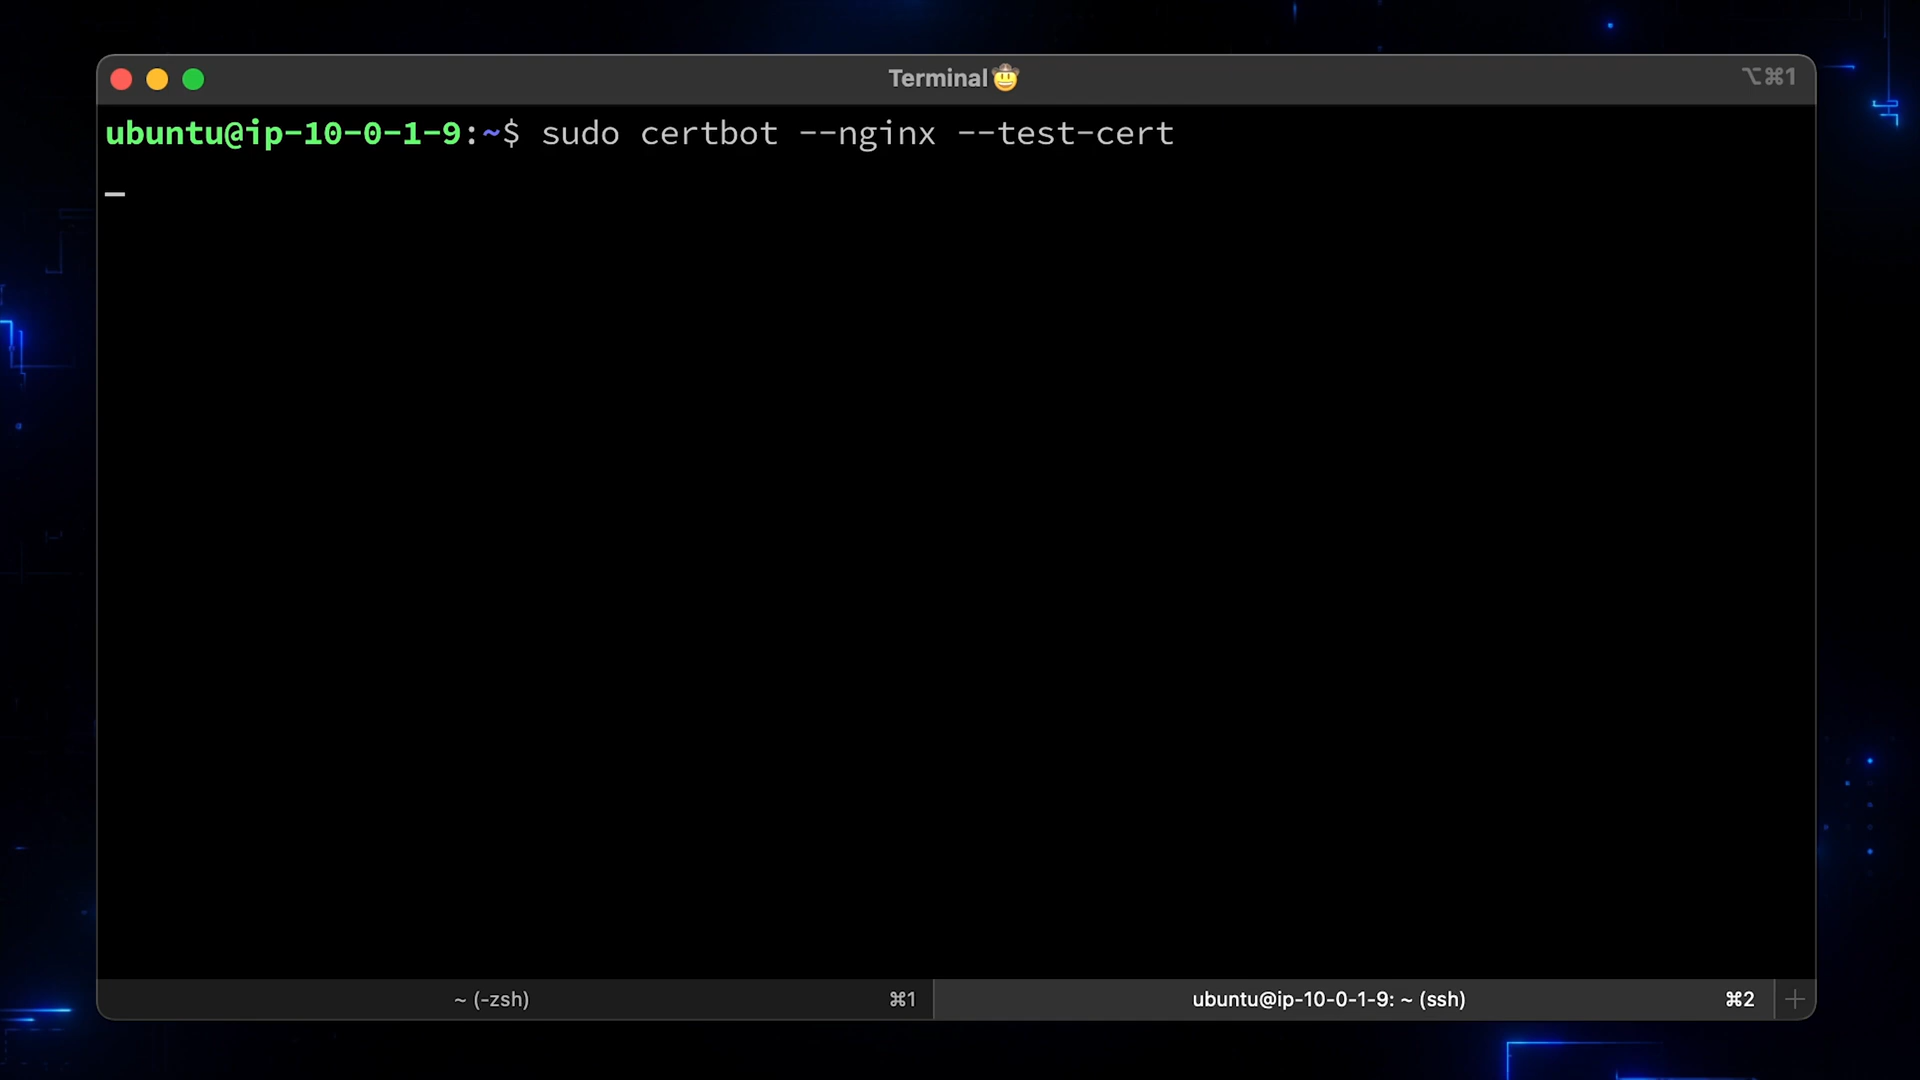 Terminal🤠
⌥⌘1
ubuntu@ip-10-0-1-9:~$ sudo certbot --nginx --test-cert
~ (-zsh) ⌘1
ubuntu@ip-10-0-1-9: ~ (ssh) ⌘2